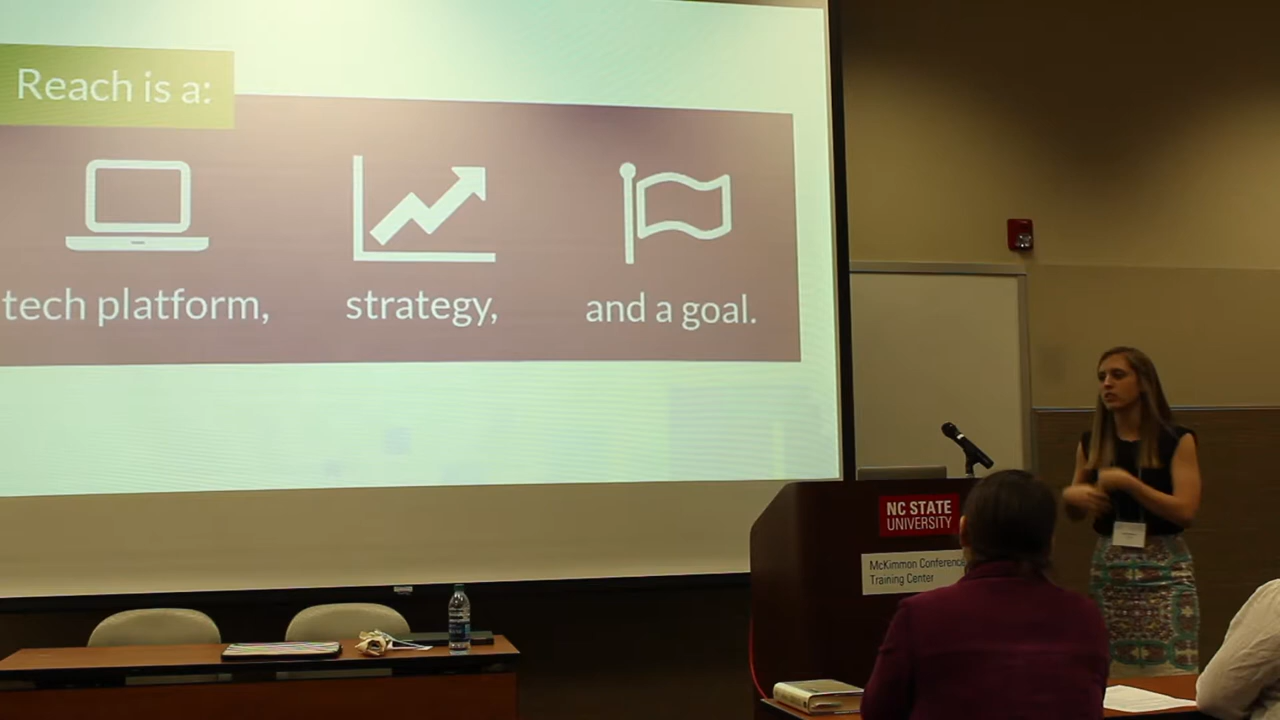 Reach is a:
tech platform,
strategy,
and a goal.
NC STATE
UNIVERSITY
McKimmon Conference
Training Center